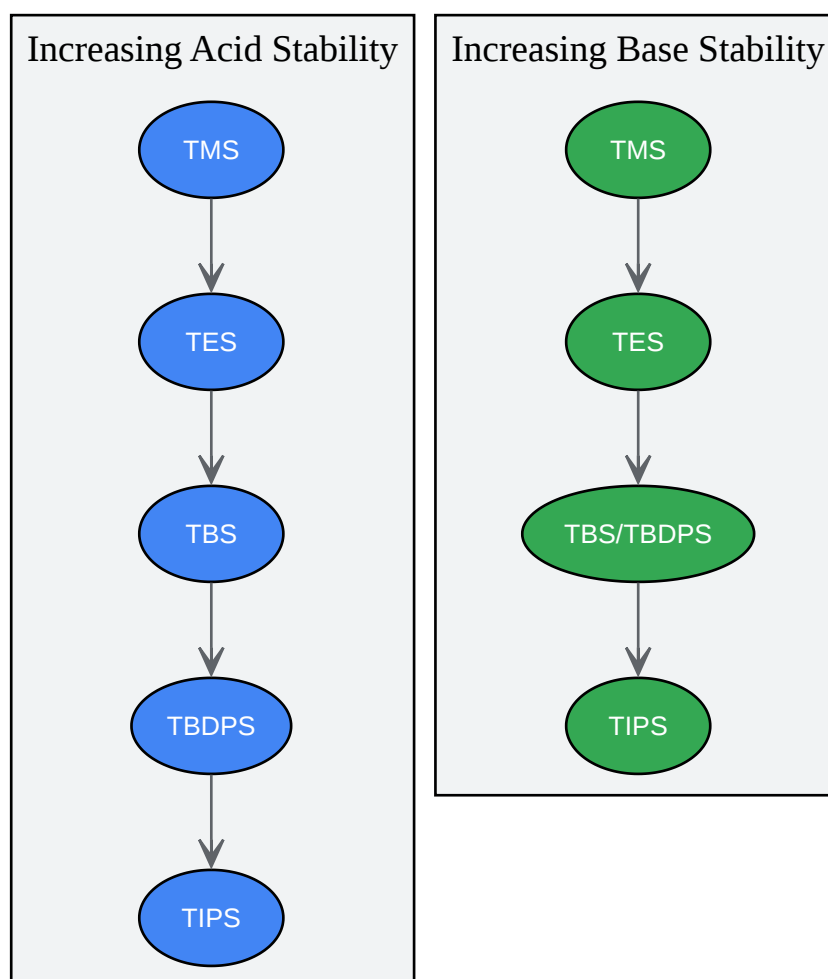 Increasing Acid Stability
TMS
TES
TBS
TBDPS
TIPS
Increasing Base Stability
TMS
TES
TBS/TBDPS
TIPS